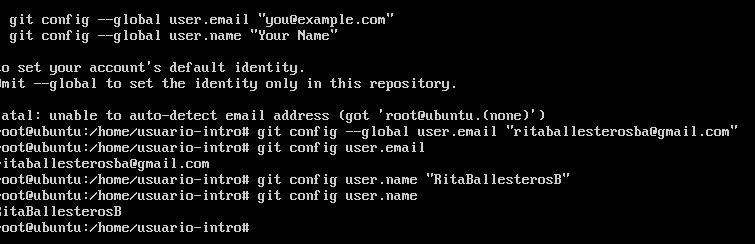 git config --global user.email "you@example.com"
git config --global user.name "Your Name"
to set your account's default identity.
Omit --global to set the identity only in this repository.
fatal: unable to auto-detect email address (got 'root@ubuntu.(none)')
root@ubuntu:/home/usuario-intro# git config --global user.email "ritaballesterosba@gmail.com"
root@ubuntu:/home/usuario-intro# git config user.email
ritaballesterosba@gmail.com
root@ubuntu:/home/usuario-intro# git config user.name "RitaBallesterosB"
root@ubuntu:/home/usuario-intro# git config user.name
RitaBallesterosB
root@ubuntu:/home/usuario-intro#